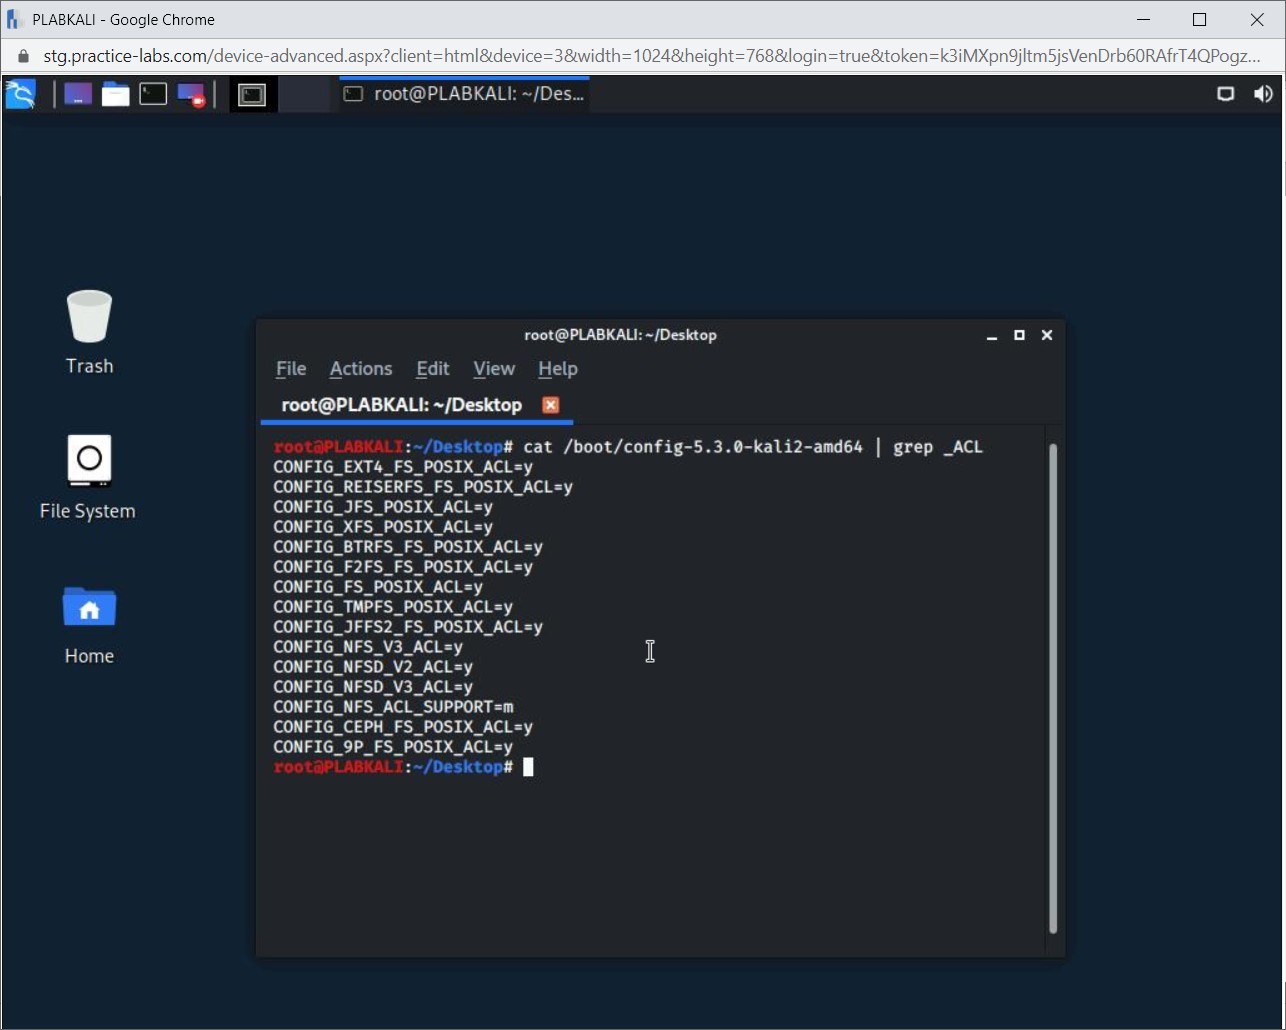 PLABKALI - Google Chrome
stg.practice-labs.com/device-advanced.aspx?client=html&device=3&width=1024&height=768&login=true&token=k3iMXpn9jltm5jsVenDrb60RAfrT4QPogz...
root@PLABKALI: ~/Des...
Trash
File System
Home
root@PLABKALI: ~/Desktop
File Actions Edit View Help
root@PLABKALI: ~/Desktop
root@PLABKALI:~/Desktop# cat /boot/config-5.3.0-kali2-amd64 | grep _ACL
CONFIG_EXT4_FS_POSIX_ACL=y
CONFIG_REISERFS_FS_POSIX_ACL=y
CONFIG_JFS_POSIX_ACL=y
CONFIG_XFS_POSIX_ACL=y
CONFIG_BTRFS_FS_POSIX_ACL=y
CONFIG_F2FS_FS_POSIX_ACL=y
CONFIG_FS_POSIX_ACL=y
CONFIG_TMPFS_POSIX_ACL=y
CONFIG_JFFS2_FS_POSIX_ACL=y
CONFIG_NFS_V3_ACL=y
CONFIG_NFSD_V2_ACL=y
CONFIG_NFSD_V3_ACL=y
CONFIG_NFS_ACL_SUPPORT=m
CONFIG_CEPH_FS_POSIX_ACL=y
CONFIG_9P_FS_POSIX_ACL=y
root@PLABKALI:~/Desktop#